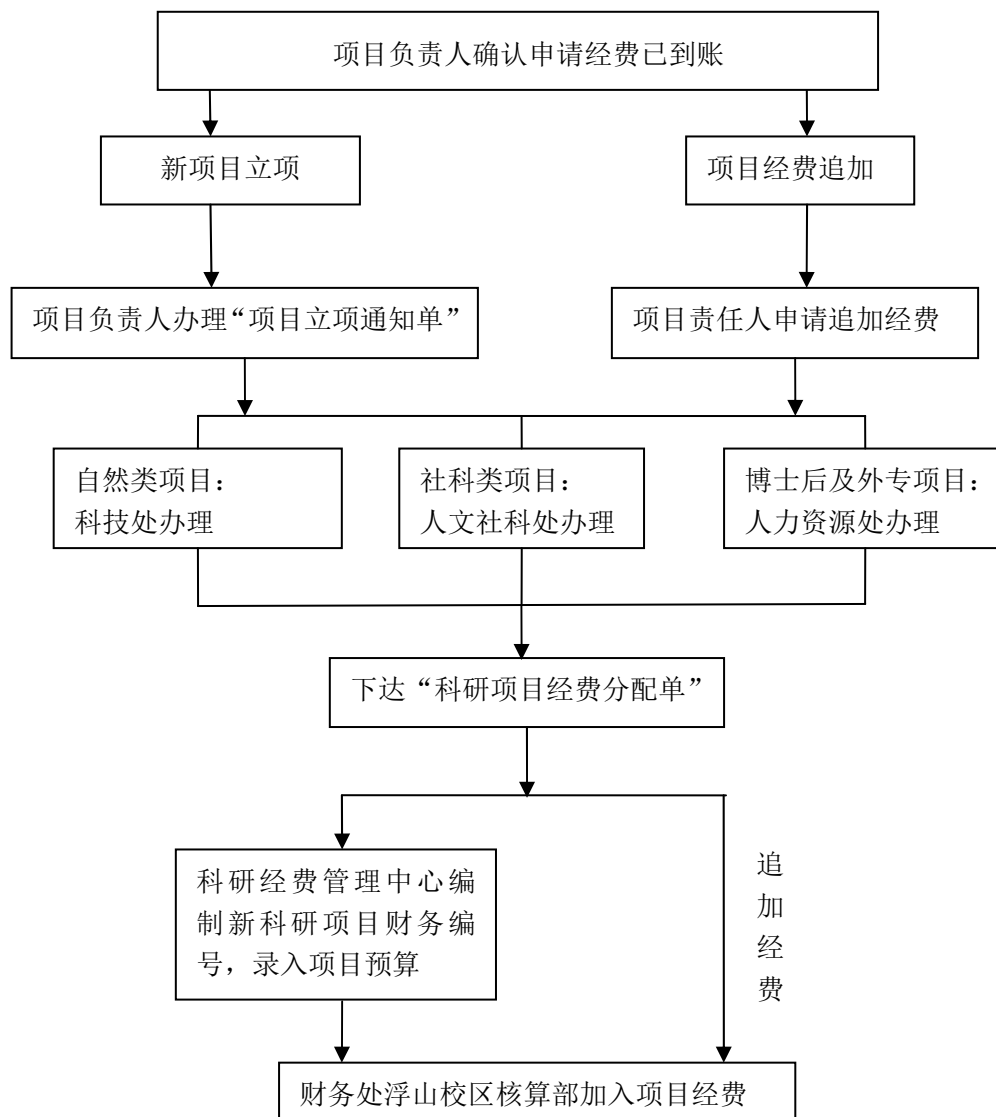 项目负责人确认申请经费已到账
新项目立项
项目经费追加
项目负责人办理“项目立项通知单”
项目责任人申请追加经费
自然类项目：
科技处办理
社科类项目：
人文社科处办理
博士后及外专项目：
人力资源处办理
下达“科研项目经费分配单”
科研经费管理中心编
制新科研项目财务编
号，录入项目预算
追
加
经
费
财务处浮山校区核算部加入项目经费